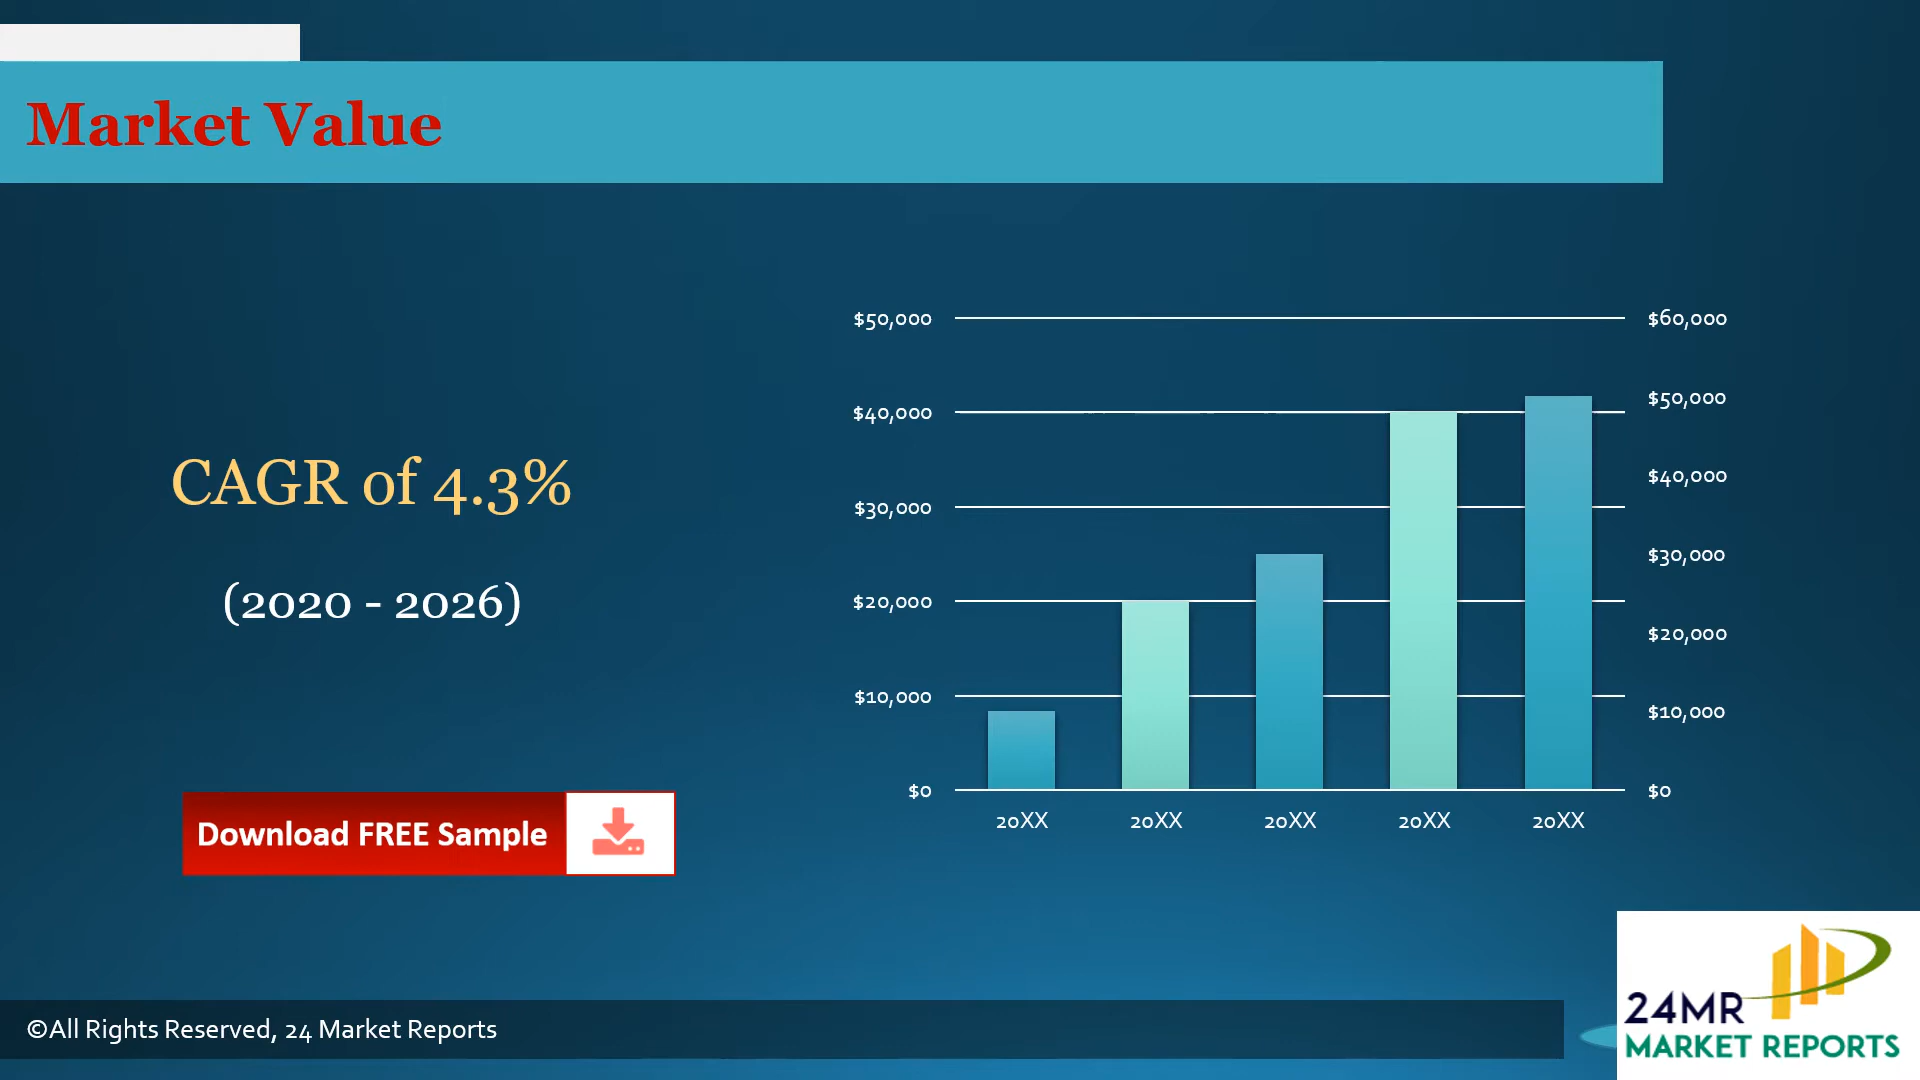 Market Value
CAGR of 4.3%
(2020 - 2026)
Download FREE Sample
$50,000
$40,000
$30,000
$20,000
$10,000
$0
$60,000
$50,000
$40,000
$30,000
$20,000
$10,000
$0
20XX 20XX 20XX 20XX 20XX
©All Rights Reserved, 24 Market Reports
24MR
MARKET REPORTS